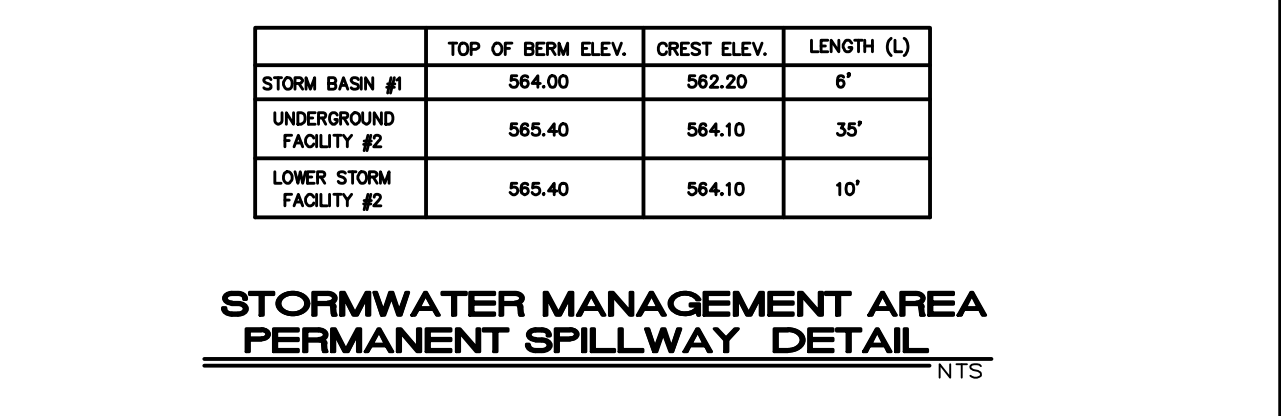 TOP OF BERM ELEV. CREST ELEV. LENGTH (L)
STORM BASIN #1 564.00 562.20 6'
UNDERGROUND
FACILITY #2 565.40 564.10 35'
LOWER STORM
FACILITY #2 565.40 564.10 10'
STORMWATER MANAGEMENT AREA
PERMANENT SPILLWAY DETAIL
NTS